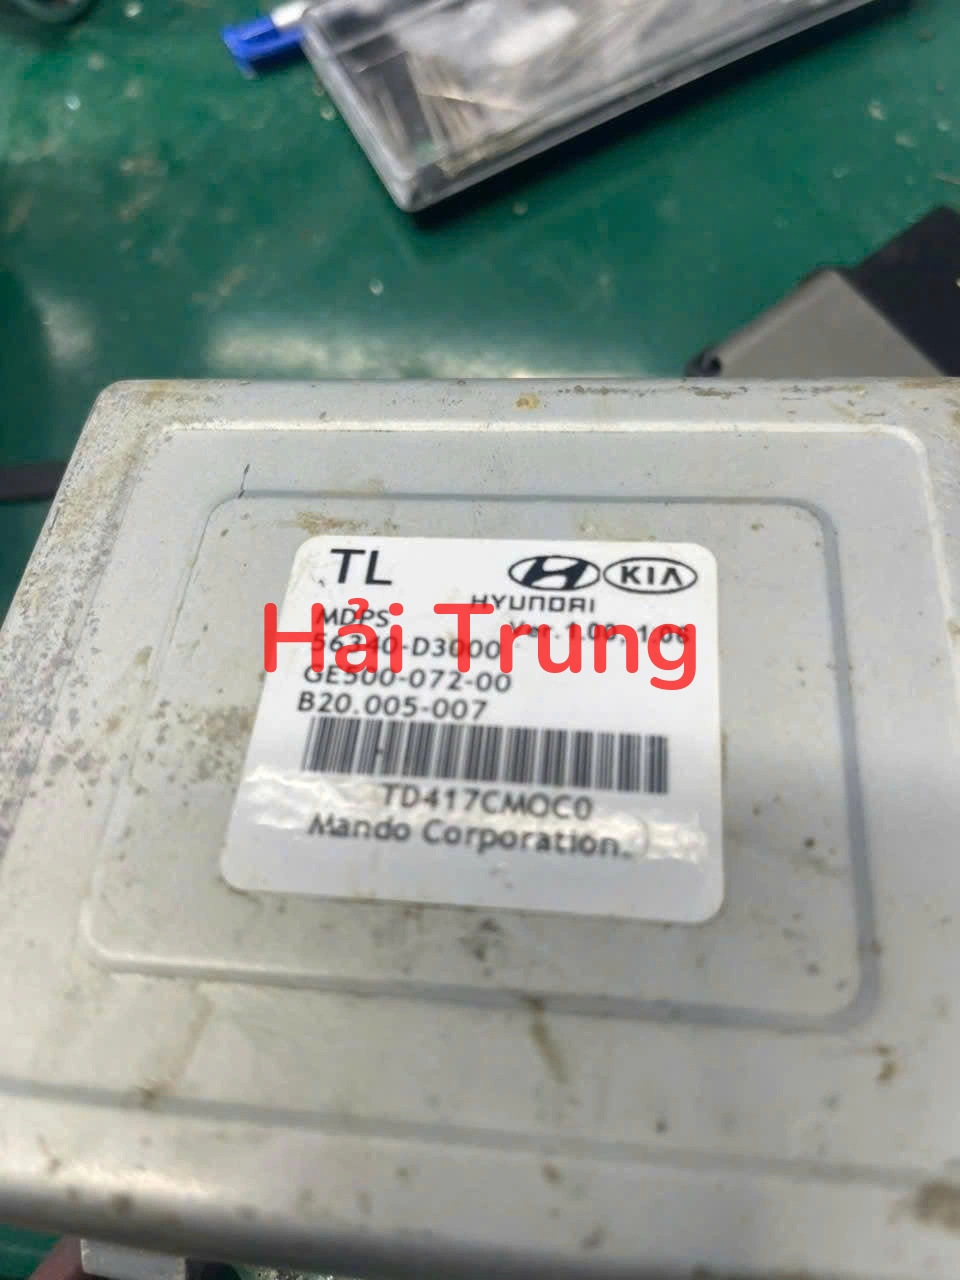 TL
HYUNDAI
KIA
MDPS Ver. 1.00, 1.06
Hải Trung
56340-D3000
GE500-072-00
B20.005-007
TD417CMOC0
Mando Corporation.